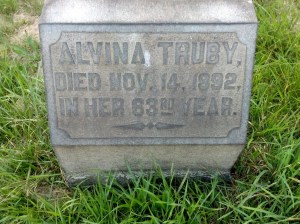 ALVINA TRUBY,
DIED NOV. 14, 1892,
IN HER 63RD YEAR.